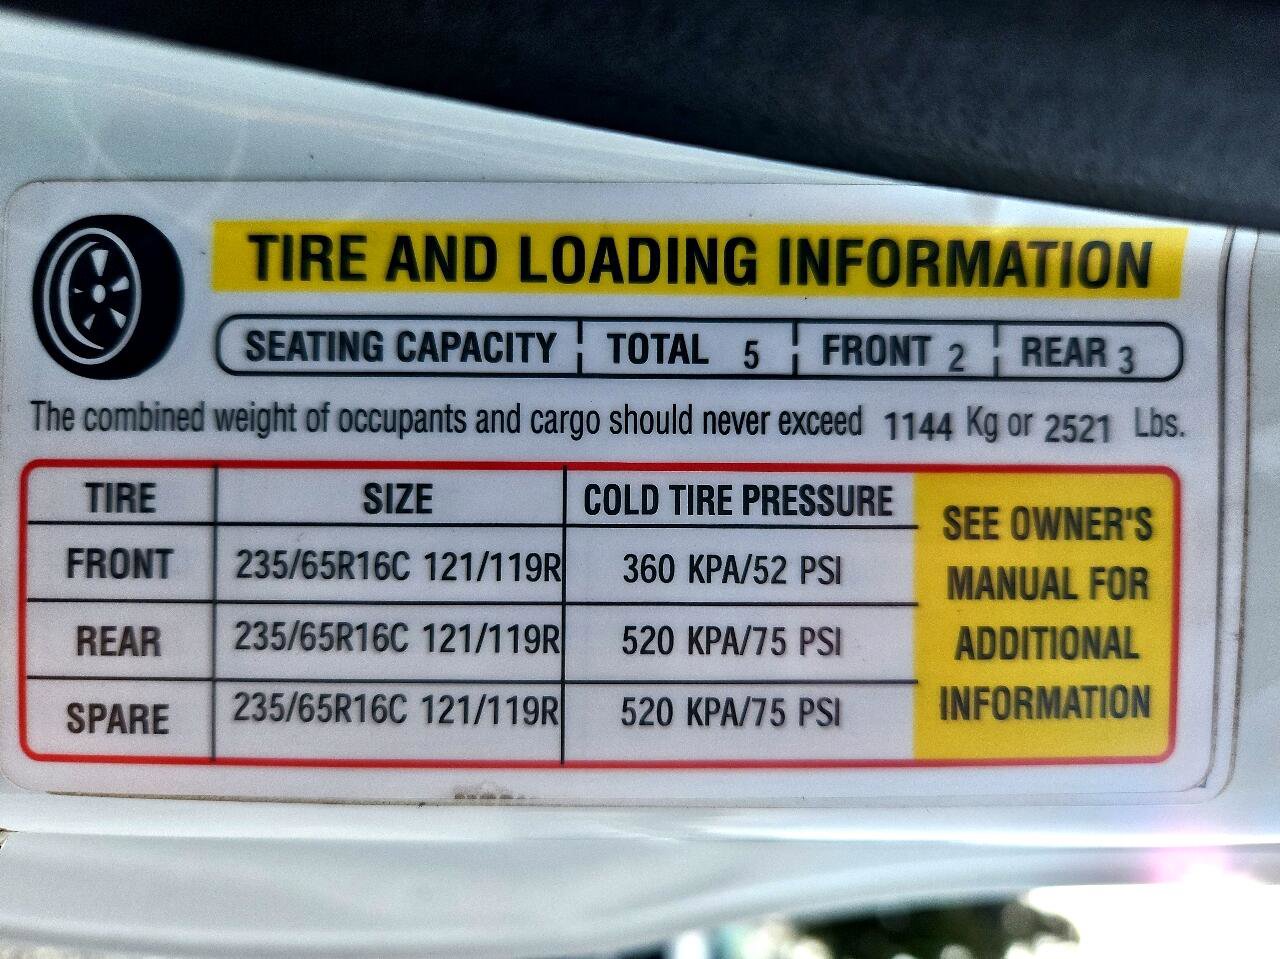 TIRE AND LOADING INFORMATION
SEATING CAPACITY TOTAL 5 FRONT 2 REAR 3
The combined weight of occupants and cargo should never exceed 1144 Kg or 2521 Lbs.
TIRE SIZE COLD TIRE PRESSURE
FRONT 235/65R16C 121/119R 360 KPA/52 PSI
REAR 235/65R16C 121/119R 520 KPA/75 PSI
SPARE 235/65R16C 121/119R 520 KPA/75 PSI
SEE OWNER'S
MANUAL FOR
ADDITIONAL
INFORMATION